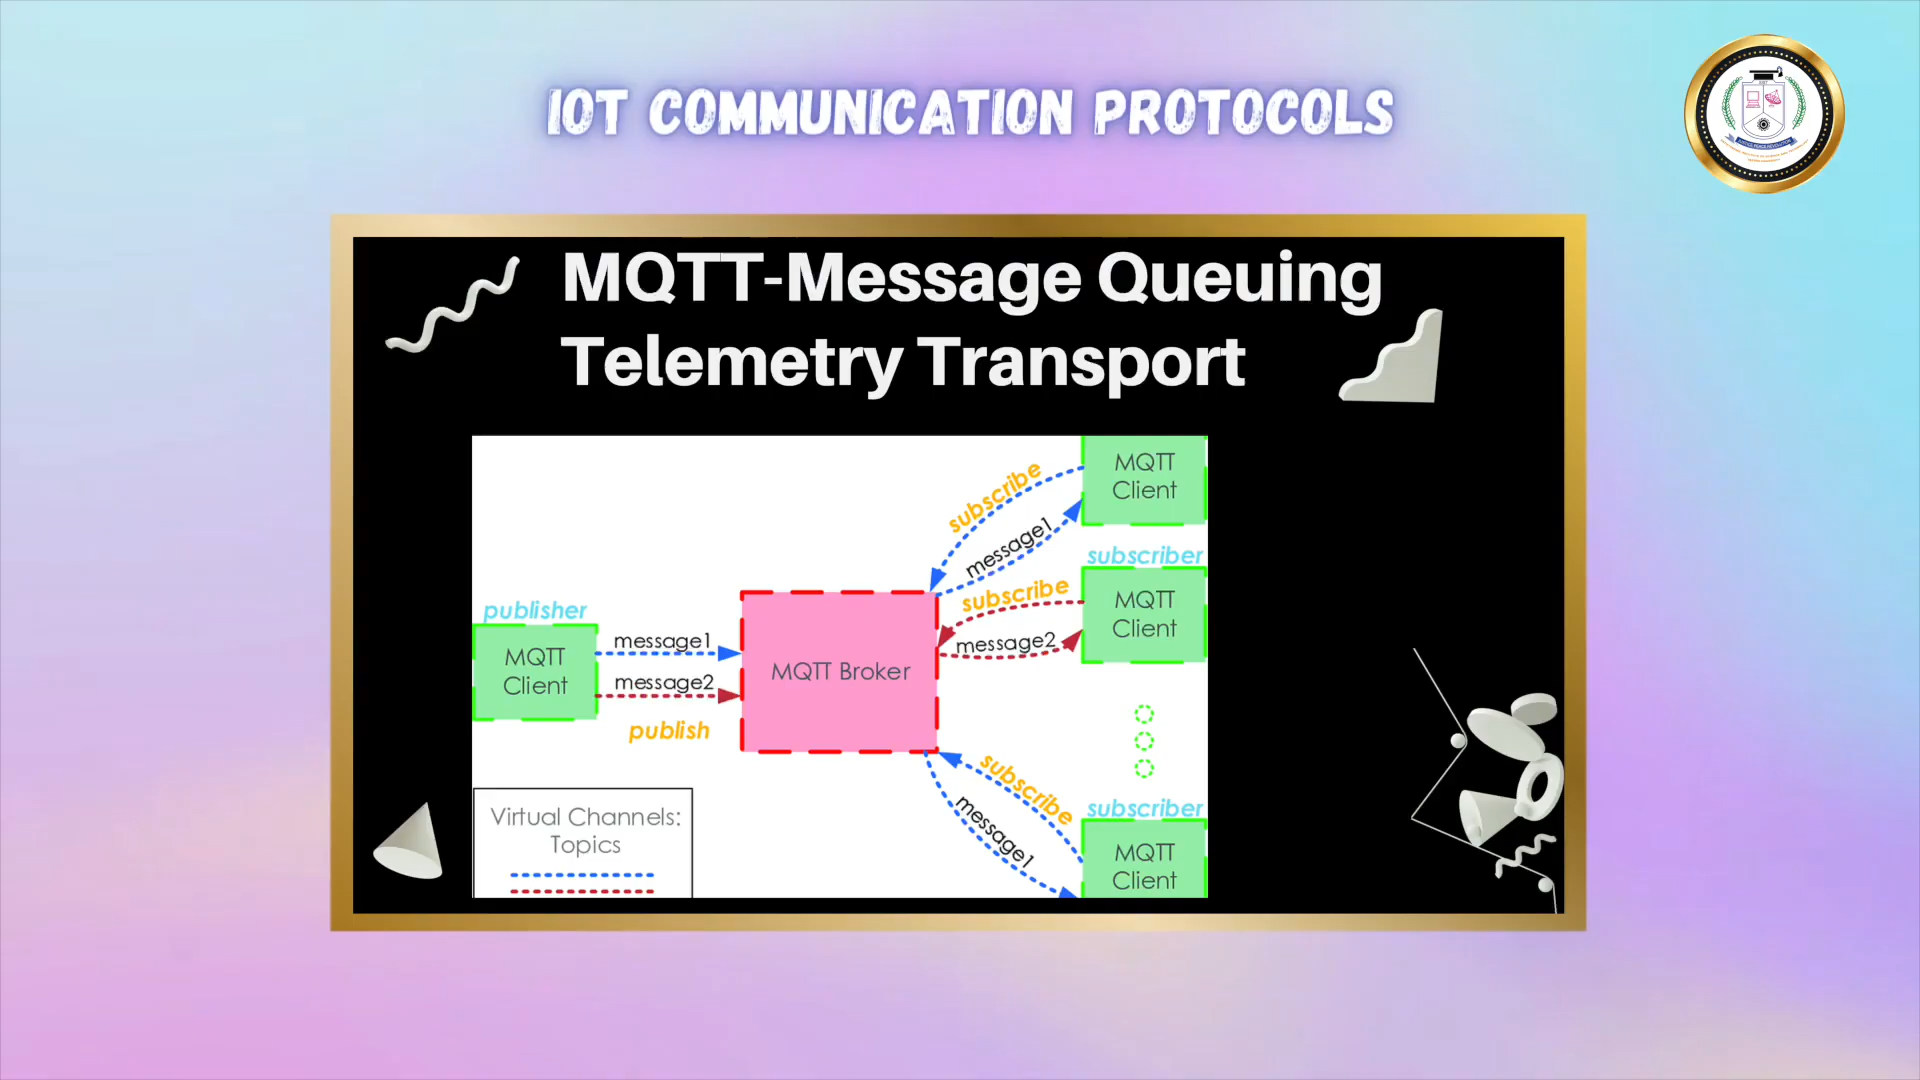 IOT COMMUNICATION PROTOCOLS
MQTT-Message Queuing
Telemetry Transport
MQTT
Client
subscribe
message1
subscriber
MQTT
Client
subscribe
message2
publisher
MQTT
Client
message1
message2
publish
MQTT Broker
subscribe
message1
subscriber
MQTT
Client
Virtual Channels:
Topics